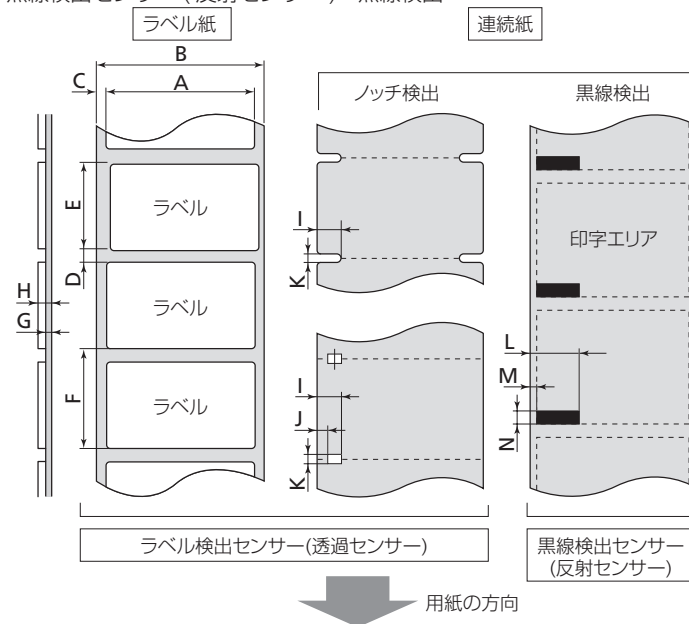 黒線検出センサー(反射センサー) 黒線検出
ラベル紙
連続紙
B
C
A
ノッチ検出
黒線検出
E
ラベル
I
K
印字エリア
D
H
G
ラベル
L
M
F
ラベル
I
J
K
N
ラベル検出センサー(透過センサー)
黒線検出センサー
(反射センサー)
用紙の方向